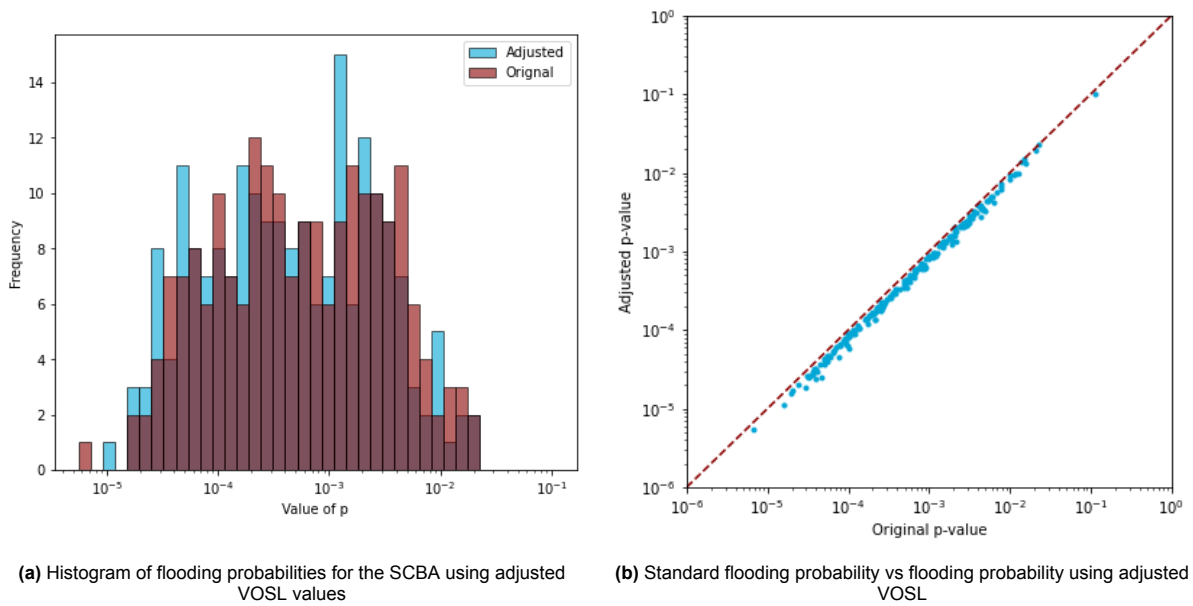 Adjusted
Orignal
Frequency
14
12
10
8
6
4
2
0
10⁻⁵
10⁻⁴
10⁻³
10⁻²
10⁻¹
Value of p
(a) Histogram of flooding probabilities for the SCBA using adjusted
VOSL values
Adjusted p-value
10⁰
10⁻¹
10⁻²
10⁻³
10⁻⁴
10⁻⁵
10⁻⁶
10⁻⁶
10⁻⁵
10⁻⁴
10⁻³
10⁻²
10⁻¹
10⁰
Original p-value
(b) Standard flooding probability vs flooding probability using adjusted
VOSL